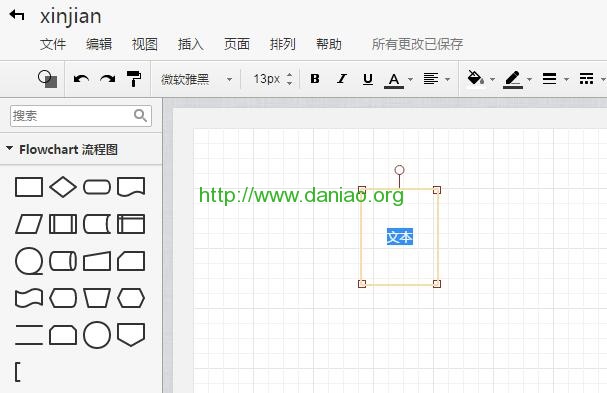 xinjian
文件 编辑 视图 插入 页面 排列 帮助 所有更改已保存
微软雅黑 13px B I U A
搜索
Flowchart 流程图
http://www.daniao.org
文本